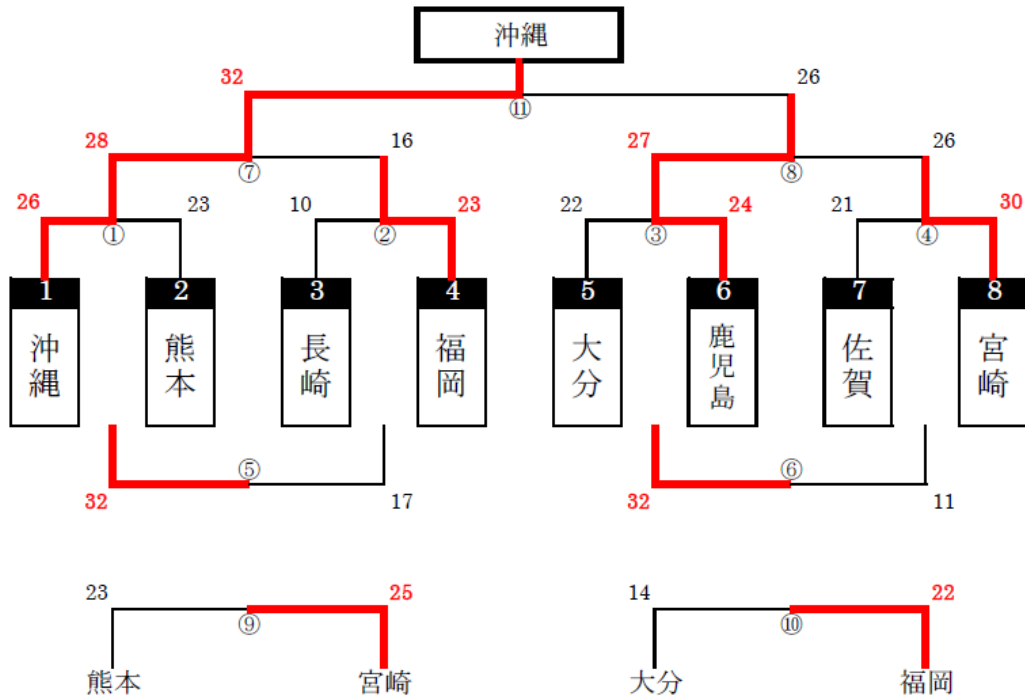 沖縄
32 26
⑪
28 16 27 26
⑦ ⑧
26 23 10 23 22 24 21 30
① ② ③ ④
1 2 3 4 5 6 7 8
沖縄 熊本 長崎 福岡 大分 鹿児島 佐賀 宮崎
⑤ ⑥
32 17 32 11
23 25 14 22
⑨ ⑩
熊本 宮崎 大分 福岡